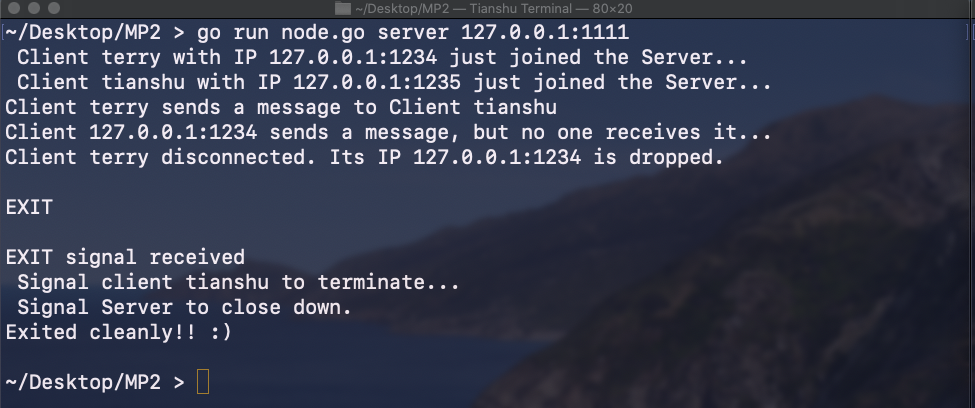 ~/Desktop/MP2 — Tianshu Terminal — 80×20
~/Desktop/MP2 > go run node.go server 127.0.0.1:1111
Client terry with IP 127.0.0.1:1234 just joined the Server...
Client tianshu with IP 127.0.0.1:1235 just joined the Server...
Client terry sends a message to Client tianshu
Client 127.0.0.1:1234 sends a message, but no one receives it...
Client terry disconnected. Its IP 127.0.0.1:1234 is dropped.
EXIT
EXIT signal received
Signal client tianshu to terminate...
Signal Server to close down.
Exited cleanly!! :)
~/Desktop/MP2 >